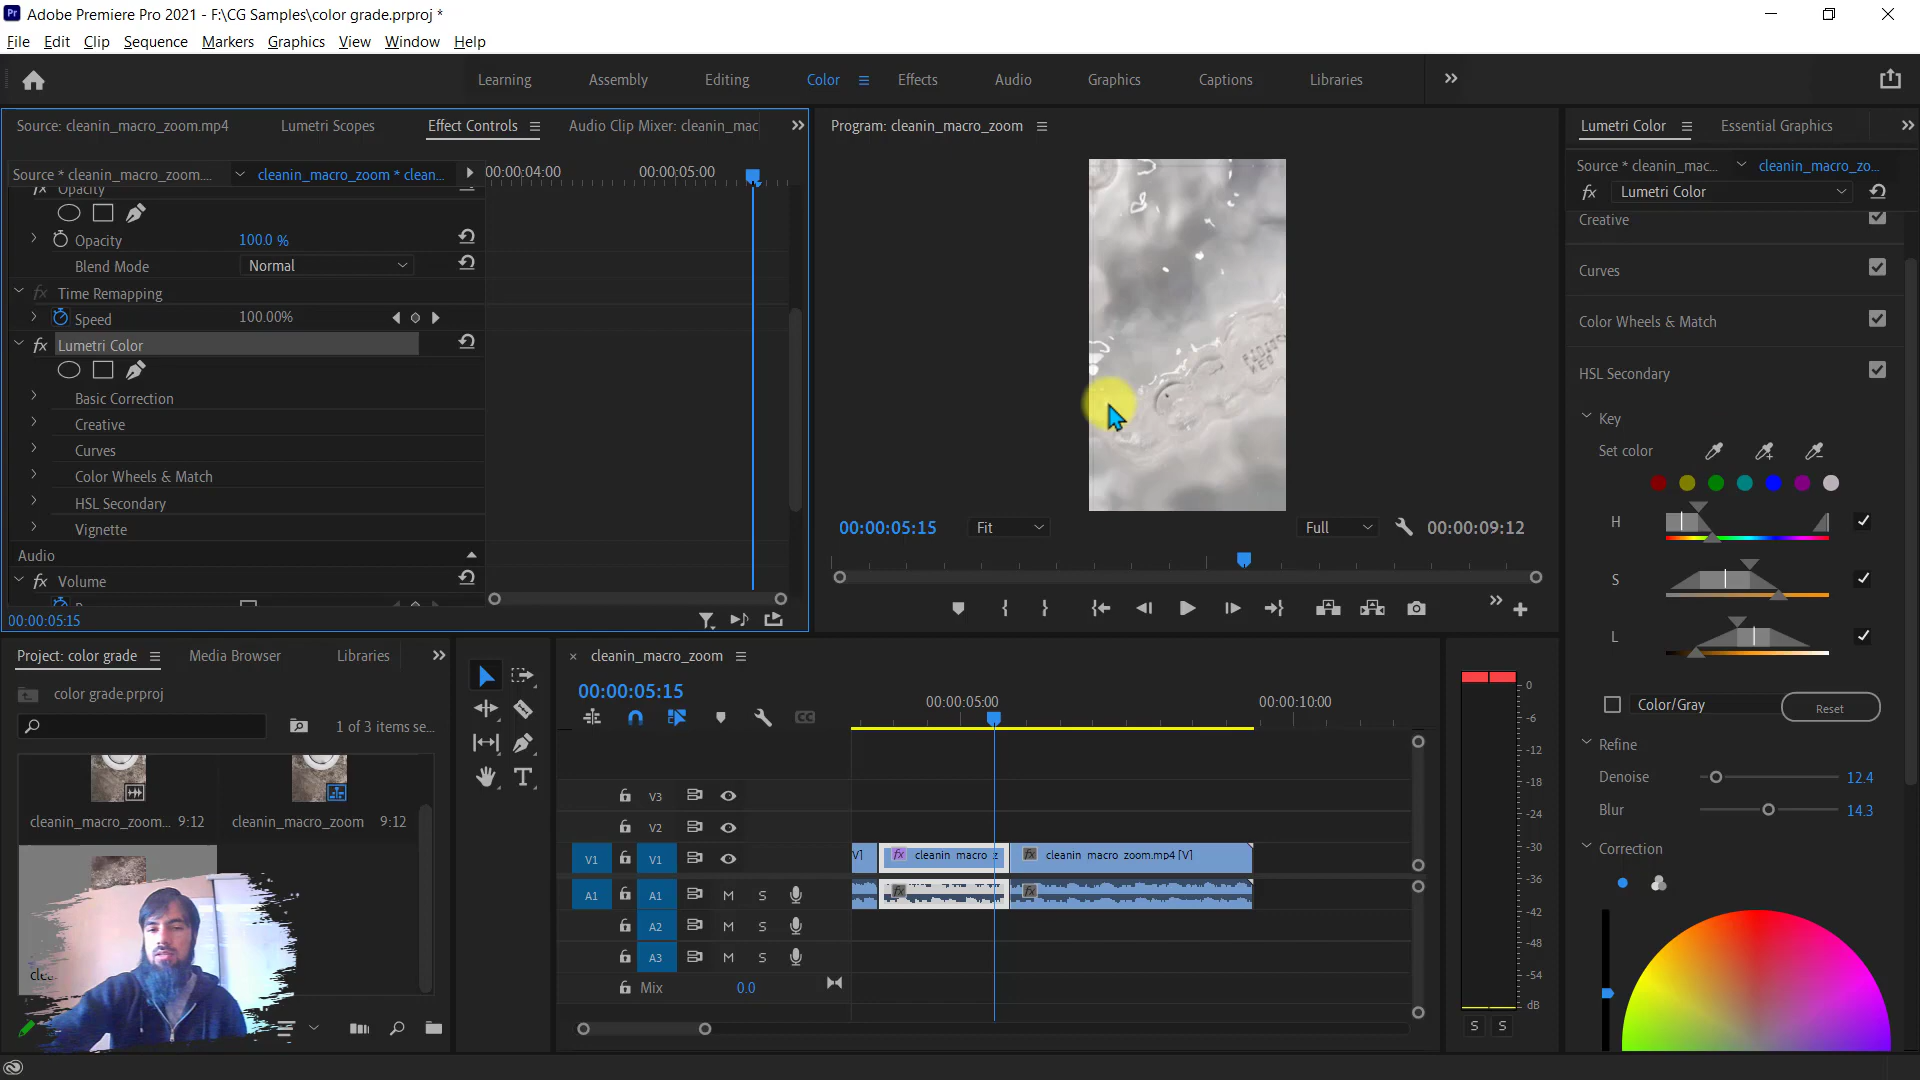 Adobe Premiere Pro 2021 - F:\CG Samples\color grade.prproj *
File Edit Clip Sequence Markers Graphics View Window Help
Learning Assembly Editing Color Effects Audio Graphics Captions Libraries
Source: cleanin_macro_zoom.mp4 Lumetri Scopes Effect Controls Audio Clip Mixer: cleanin_mac
Source * cleanin_macro_zoom.... cleanin_macro_zoom * clean... 00:00:04:00 00:00:05:00
Opacity
Opacity 100.0 %
Blend Mode Normal
Time Remapping
Speed 100.00%
Lumetri Color
Basic Correction
Creative
Curves
Color Wheels & Match
HSL Secondary
Vignette
Audio
Volume
00:00:05:15
Program: cleanin_macro_zoom
00:00:05:15 Fit Full 00:00:09:12
Lumetri Color Essential Graphics
Source * cleanin_mac... cleanin_macro_zo...
fx Lumetri Color
Creative
Curves
Color Wheels & Match
HSL Secondary
Key
Set color
H
S
L
Color/Gray Reset
Refine
Denoise 12.4
Blur 14.3
Correction
Project: color grade Media Browser Libraries
color grade.prproj
1 of 3 items se...
cleanin_macro_zoom... 9:12 cleanin_macro_zoom 9:12
cleanin_macro_zoom
00:00:05:15
00:00:05:00 00:00:10:00
V3
V2
V1 V1 V] fx cleanin macro z fx cleanin macro zoom.mp4 [V]
A1 A1 M S fx fx
A2 M S
A3 M S
Mix 0.0
0
-6
-12
-18
-24
-30
-36
-42
-48
-54
dB
S S